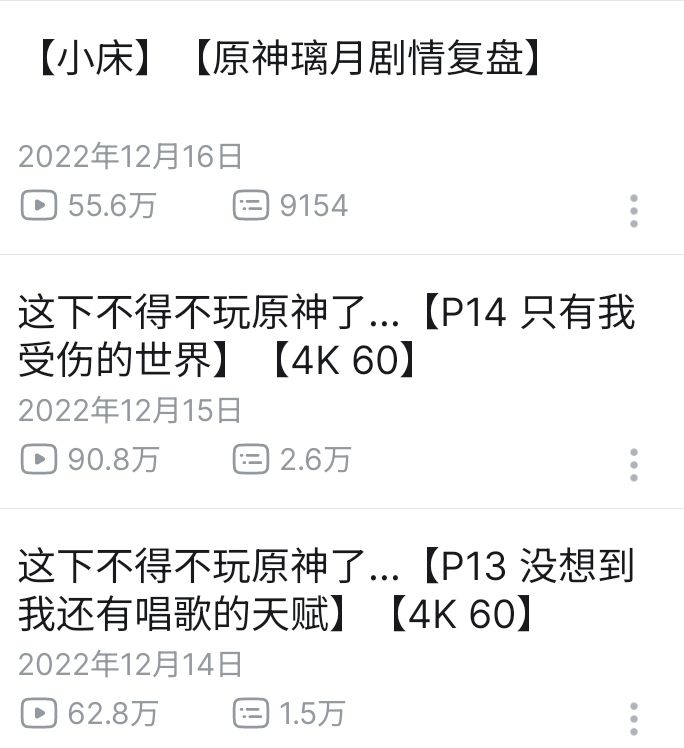 【小床】【原神璃月剧情复盘】
2022年12月16日
55.6万 9154
这下不得不玩原神了...【P14 只有我
受伤的世界】【4K 60】
2022年12月15日
90.8万 2.6万
这下不得不玩原神了...【P13 没想到
我还有唱歌的天赋】【4K 60】
2022年12月14日
62.8万 1.5万